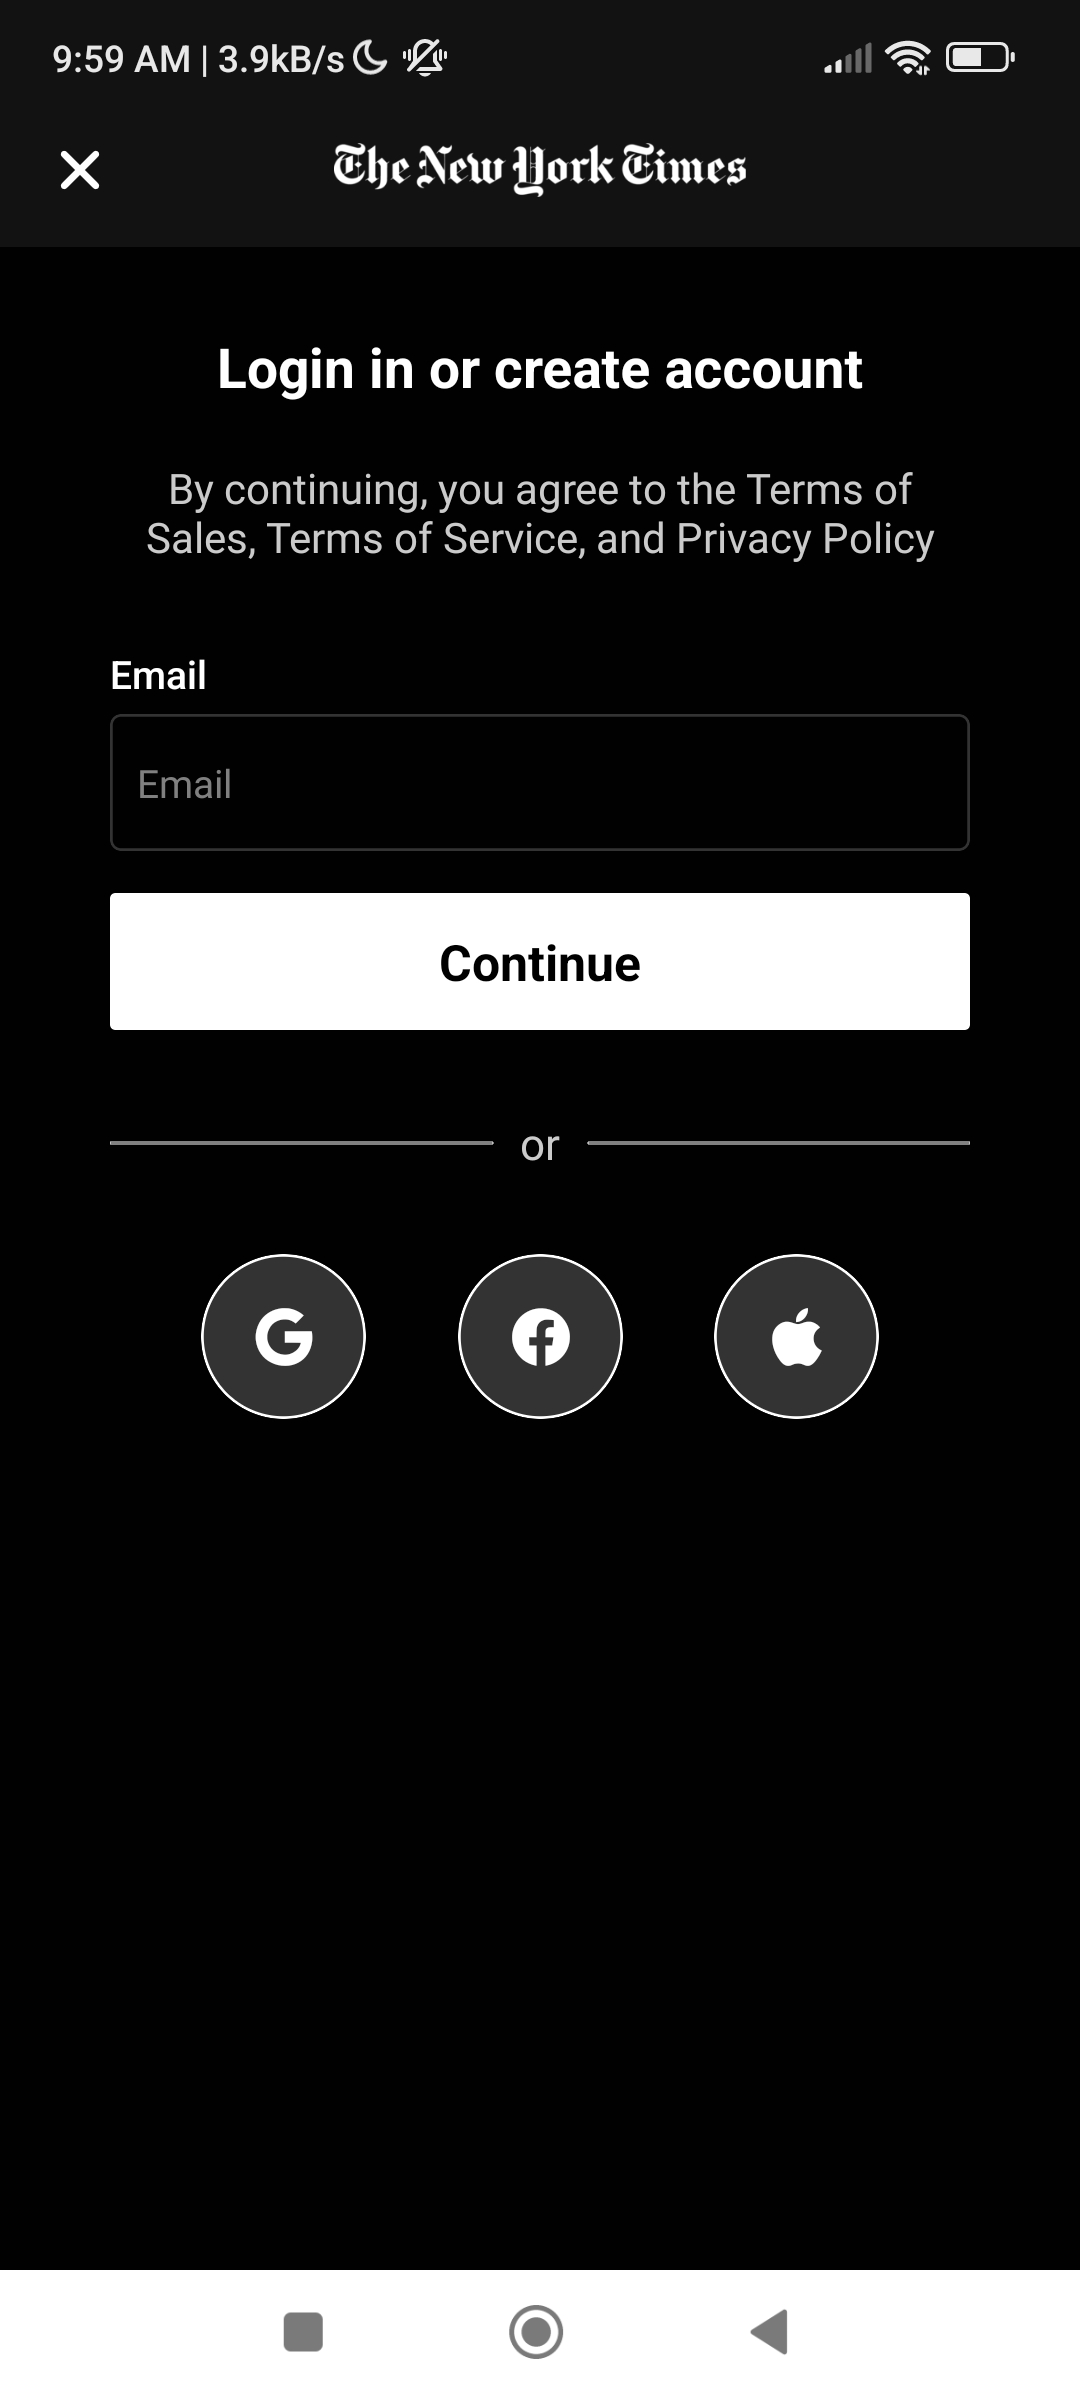 9:59 AM | 3.9kB/s
The New York Times
Login in or create account
By continuing, you agree to the Terms of
Sales, Terms of Service, and Privacy Policy
Email
Email
Continue
or